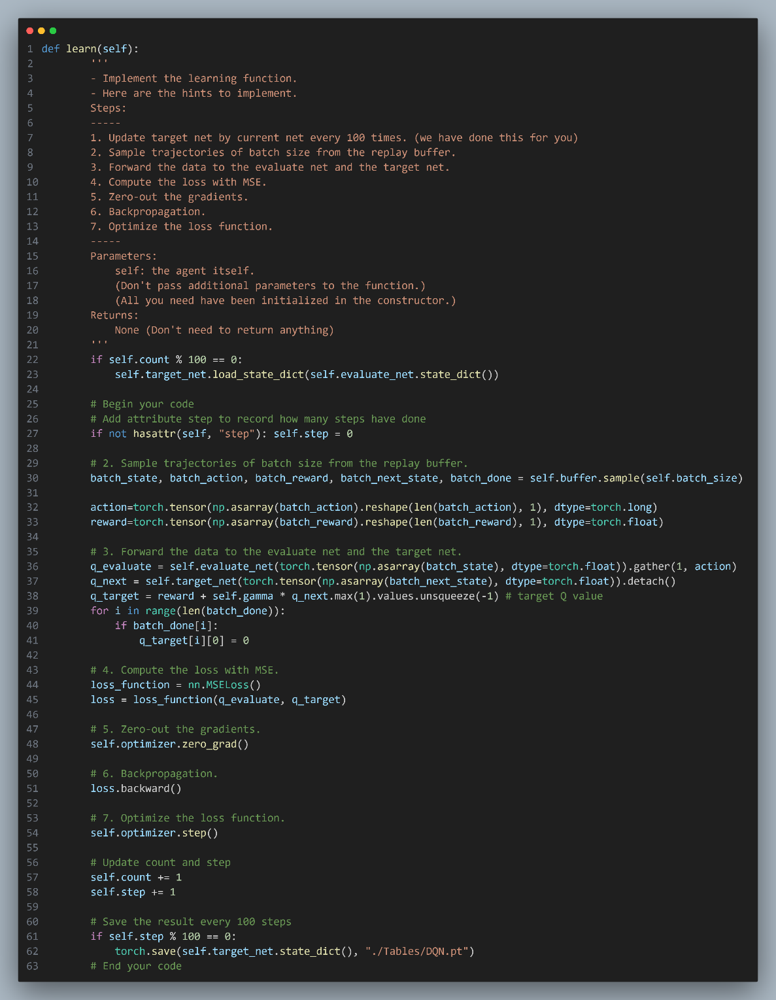 1 def learn(self):
2         '''
3         - Implement the learning function.
4         - Here are the hints to implement.
5         Steps:
6         -----
7         1. Update target net by current net every 100 times. (we have done this for you)
8         2. Sample trajectories of batch size from the replay buffer.
9         3. Forward the data to the evaluate net and the target net.
10         4. Compute the loss with MSE.
11         5. Zero-out the gradients.
12         6. Backpropagation.
13         7. Optimize the loss function.
14         -----
15         Parameters:
16             self: the agent itself.
17             (Don't pass additional parameters to the function.)
18             (All you need have been initialized in the constructor.)
19         Returns:
20             None (Don't need to return anything)
21         '''
22         if self.count % 100 == 0:
23             self.target_net.load_state_dict(self.evaluate_net.state_dict())
24
25         # Begin your code
26         # Add attribute step to record how many steps have done
27         if not hasattr(self, "step"): self.step = 0
28
29         # 2. Sample trajectories of batch size from the replay buffer.
30         batch_state, batch_action, batch_reward, batch_next_state, batch_done = self.buffer.sample(self.batch_size)
31
32         action=torch.tensor(np.asarray(batch_action).reshape(len(batch_action), 1), dtype=torch.long)
33         reward=torch.tensor(np.asarray(batch_reward).reshape(len(batch_reward), 1), dtype=torch.float)
34
35         # 3. Forward the data to the evaluate net and the target net.
36         q_evaluate = self.evaluate_net(torch.tensor(np.asarray(batch_state), dtype=torch.float)).gather(1, action)
37         q_next = self.target_net(torch.tensor(np.asarray(batch_next_state), dtype=torch.float)).detach()
38         q_target = reward + self.gamma * q_next.max(1).values.unsqueeze(-1) # target Q value
39         for i in range(len(batch_done)):
40             if batch_done[i]:
41                 q_target[i][0] = 0
42
43         # 4. Compute the loss with MSE.
44         loss_function = nn.MSELoss()
45         loss = loss_function(q_evaluate, q_target)
46
47         # 5. Zero-out the gradients.
48         self.optimizer.zero_grad()
49
50         # 6. Backpropagation.
51         loss.backward()
52
53         # 7. Optimize the loss function.
54         self.optimizer.step()
55
56         # Update count and step
57         self.count += 1
58         self.step += 1
59
60         # Save the result every 100 steps
61         if self.step % 100 == 0:
62             torch.save(self.target_net.state_dict(), "./Tables/DQN.pt")
63         # End your code